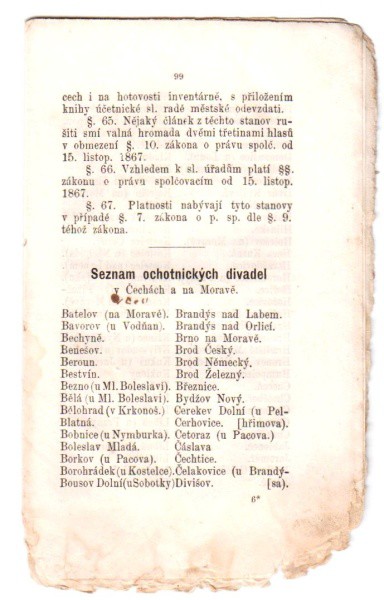 99
cech i na hotovosti inventárné, s přiložením
knihy účetnické sl. radě městské odevzdati.
§. 65. Nějaký článek z těchto stanov ru-
šiti smí valná hromada dvěmi třetinami hlasů
v obmezení §. 10. zákona o právu spolč. od
15. listop. 1867.
§. 66. Vzhledem k sl. úřadům platí §§.
zákonu o právu spolčovacím od 15. listop.
1867.
§. 67. Platnosti nabývají tyto stanovy
v případě §. 7. zákona o p. sp. dle §. 9.
téhož zákona.
Seznam ochotnických divadel
v Čechách a na Moravě.
Batelov (na Moravě).
Bavorov (u Vodňan).
Bechyně.
Benešov.
Beroun.
Bestvín.
Bezno (u Ml. Boleslavi).
Bělá (u Ml. Boleslavi).
Bělohrad (v Krkonoš.)
Blatná.
Bobnice (u Nymburka).
Boleslav Mladá.
Borkov (u Pacova).
Borohrádek (u Kostelce).
Bousov Dolní (u Sobotky)
Brandýs nad Labem.
Brandýs nad Orlicí.
Brno na Moravě.
Brod Český.
Brod Německý.
Brod Železný.
Březnice.
Bydžov Nový.
Cerekev Dolní (u Pel-
Cerhovice. [hřimova).
Cetoraz (u Pacova.)
Čáslava
Čechtice.
Čelakovice (u Brandý-
Divišov. [sa).
6*